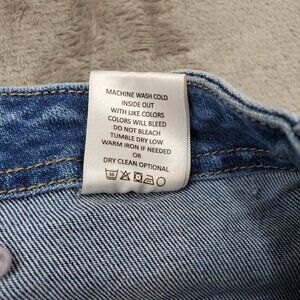 MACHINE WASH COLD
INSIDE OUT
WITH LIKE COLORS
COLORS WILL BLEED
DO NOT BLEACH
TUMBLE DRY LOW
WARM IRON IF NEEDED
OR
DRY CLEAN OPTIONAL